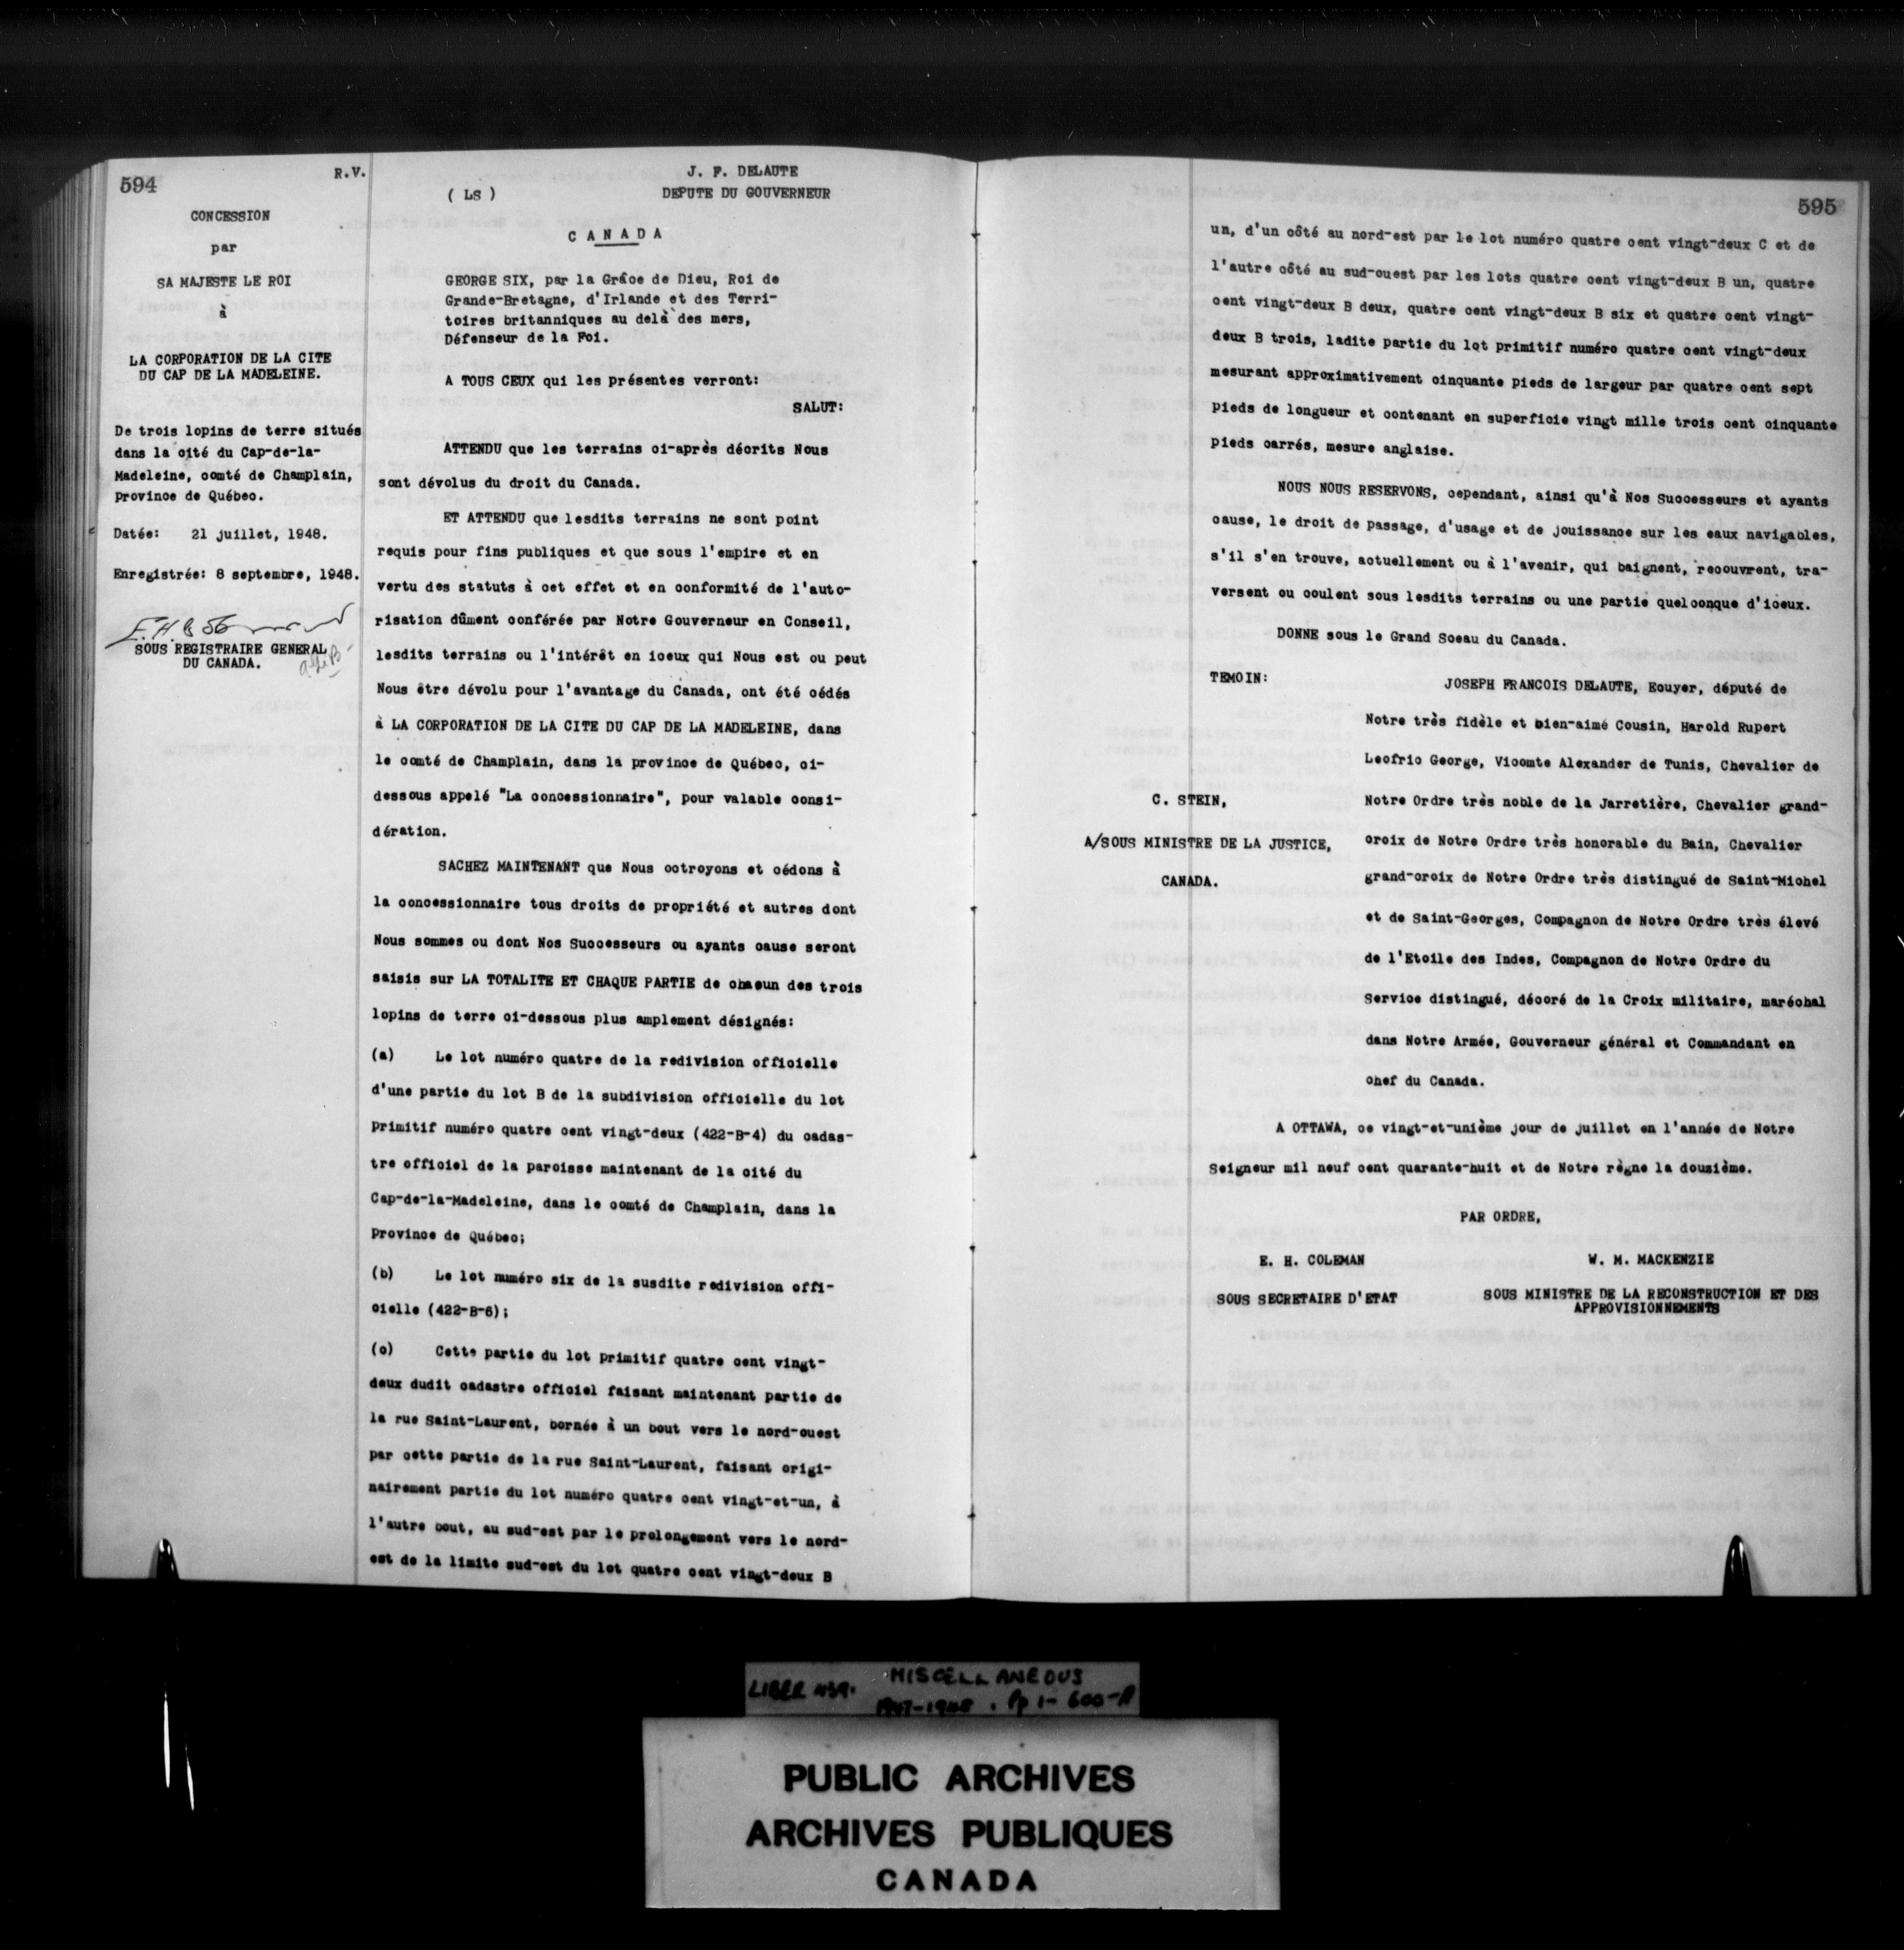 594
R.V.
CONCESSION
par
SA MAJESTE LE ROI
à
LA CORPORATION DE LA CITE
DU CAP DE LA MADELEINE.
De trois lopins de terre situés
dans la cité du Cap-de-la-
Madeleine, comté de Champlain,
Province de Québec.
Datée: 21 juillet, 1948.
Enregistrée: 8 septembre, 1948.
SOUS REGISTRAIRE GENERAL
DU CANADA.
J. F. DELAUTE
( LS ) DEPUTE DU GOUVERNEUR
CANADA
GEORGE SIX, par la Grâce de Dieu, Roi de
Grande-Bretagne, d'Irlande et des Terri-
toires britanniques au delà des mers,
Défenseur de la Foi.
A TOUS CEUX qui les présentes verront:
SALUT:
ATTENDU que les terrains ci-après décrits Nous
sont dévolus du droit du Canada.
ET ATTENDU que lesdits terrains ne sont point
requis pour fins publiques et que sous l'empire et en
vertu des statuts à cet effet et en conformité de l'auto-
risation dûment conférée par Notre Gouverneur en Conseil,
lesdits terrains ou l'intérêt en iceux qui Nous est ou peut
Nous être dévolu pour l'avantage du Canada, ont été cédés
à LA CORPORATION DE LA CITE DU CAP DE LA MADELEINE, dans
le comté de Champlain, dans la province de Québec, ci-
dessous appelé "La concessionnaire", pour valable consi-
dération.
SACHEZ MAINTENANT que Nous octroyons et cédons à
la concessionnaire tous droits de propriété et autres dont
Nous sommes ou dont Nos Successeurs ou ayants cause seront
saisis sur LA TOTALITE ET CHAQUE PARTIE de chacun des trois
lopins de terre ci-dessous plus amplement désignés:
(a) Le lot numéro quatre de la redivision officielle
d'une partie du lot B de la subdivision officielle du lot
Primitif numéro quatre cent vingt-deux (422-B-4) du cadas-
tre officiel de la paroisse maintenant de la cité du
Cap-de-la-Madeleine, dans le comté de Champlain, dans la
Province de Québec;
(b) Le lot numéro six de la susdite redivision offi-
cielle (422-B-6);
(c) Cette partie du lot primitif quatre cent vingt-
deux dudit cadastre officiel faisant maintenant partie de
la rue Saint-Laurent, bornée à un bout vers le nord-ouest
par cette partie de la rue Saint-Laurent, faisant origi-
nairement partie du lot numéro quatre cent vingt-et-un, à
l'autre bout, au sud-est par le prolongement vers le nord-
est de la limite sud-est du lot quatre cent vingt-deux B
595
un, d'un côté au nord-est par le lot numéro quatre cent vingt-deux C et de
l'autre côté au sud-ouest par les lots quatre cent vingt-deux B un, quatre
cent vingt-deux B deux, quatre cent vingt-deux B six et quatre cent vingt-
deux B trois, ladite partie du lot primitif numéro quatre cent vingt-deux
mesurant approximativement cinquante pieds de largeur par quatre cent sept
pieds de longueur et contenant en superficie vingt mille trois cent cinquante
pieds carrés, mesure anglaise.
NOUS NOUS RESERVONS, cependant, ainsi qu'à Nos Successeurs et ayants
cause, le droit de passage, d'usage et de jouissance sur les eaux navigables,
s'il s'en trouve, actuellement ou à l'avenir, qui baignent, recouvrent, tra-
versent ou coulent sous lesdits terrains ou une partie quelconque d'iceux.
DONNE sous le Grand Sceau du Canada.
TEMOIN: JOSEPH FRANCOIS DELAUTE, Ecuyer, député de
Notre très fidèle et bien-aimé Cousin, Harold Rupert
Leofric George, Vicomte Alexander de Tunis, Chevalier de
Notre Ordre très noble de la Jarretière, Chevalier grand-
croix de Notre Ordre très honorable du Bain, Chevalier
grand-croix de Notre Ordre très distingué de Saint-Michel
et de Saint-Georges, Compagnon de Notre Ordre très élevé
de l'Etoile des Indes, Compagnon de Notre Ordre du
Service distingué, décoré de la Croix militaire, maréchal
dans Notre Armée, Gouverneur général et Commandant en
chef du Canada.
C. STEIN,
A/SOUS MINISTRE DE LA JUSTICE,
CANADA.
A OTTAWA, ce vingt-et-unième jour de juillet en l'année de Notre
Seigneur mil neuf cent quarante-huit et de Notre règne la douzième.
PAR ORDRE,
E. H. COLEMAN
SOUS SECRETAIRE D'ETAT
W. M. MACKENZIE
SOUS MINISTRE DE LA RECONSTRUCTION ET DES
APPROVISIONNEMENTS
LIBER 439. MISCELLANEOUS
1947-1948. Pp 1-600-A
PUBLIC ARCHIVES
ARCHIVES PUBLIQUES
CANADA